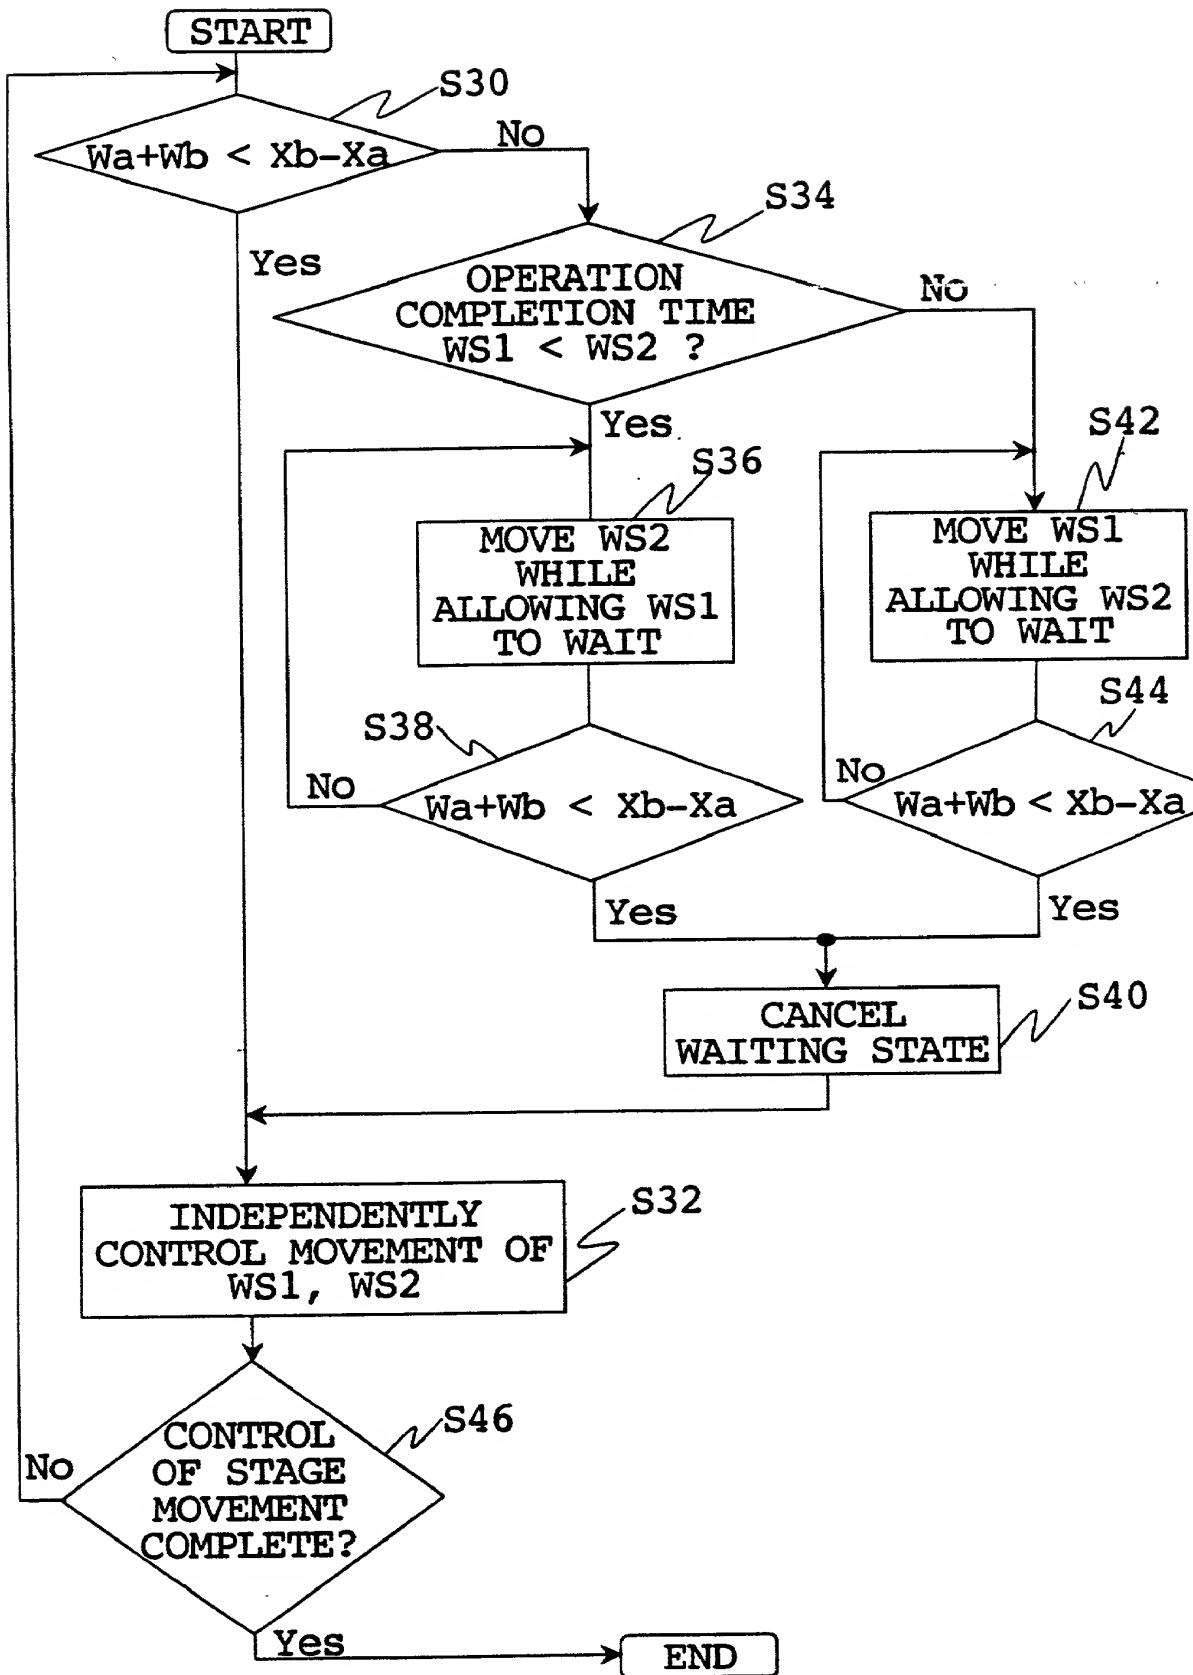 START
S30
Wa+Wb < Xb-Xa
No
Yes
S34
OPERATION
COMPLETION TIME
WS1 < WS2 ?
No
Yes
S36
MOVE WS2
WHILE
ALLOWING WS1
TO WAIT
S42
MOVE WS1
WHILE
ALLOWING WS2
TO WAIT
S38
No
Wa+Wb < Xb-Xa
Yes
S44
No
Wa+Wb < Xb-Xa
Yes
S40
CANCEL
WAITING STATE
S32
INDEPENDENTLY
CONTROL MOVEMENT OF
WS1, WS2
S46
No
CONTROL
OF STAGE
MOVEMENT
COMPLETE?
Yes
END